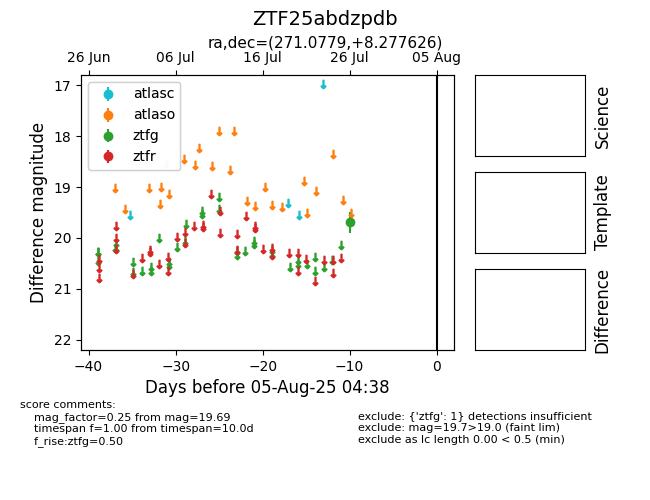 ZTF25abdzpdb
ra,dec=(271.0779,+8.277626)
26 Jun 06 Jul 16 Jul 26 Jul 05 Aug
atlasc
atlaso
ztfg
ztfr
17
18
19
20
21
22
Difference magnitude
−40 −30 −20 −10 0
Days before 05-Aug-25 04:38
Science
Template
Difference
score comments:
mag_factor=0.25 from mag=19.69
timespan f=1.00 from timespan=10.0d
f_rise:ztfg=0.50
exclude: {'ztfg': 1} detections insufficient
exclude: mag=19.7>19.0 (faint lim)
exclude as lc length 0.00 < 0.5 (min)